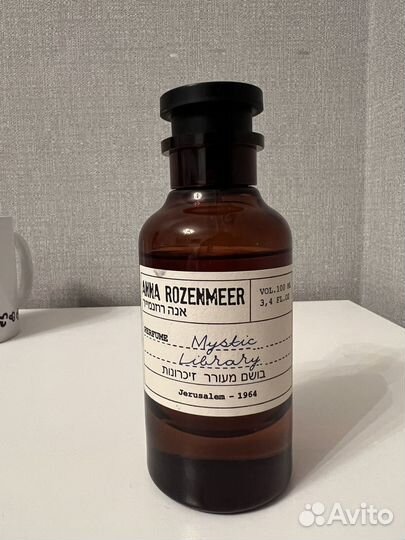 ANNA ROZENMEER
אנה רוזנמייר
VOL.100 ML
3,4 FL.OZ
PERFUME
Mystic
Library
בושם מעורר זיכרונות
Jerusalem - 1964
Avito